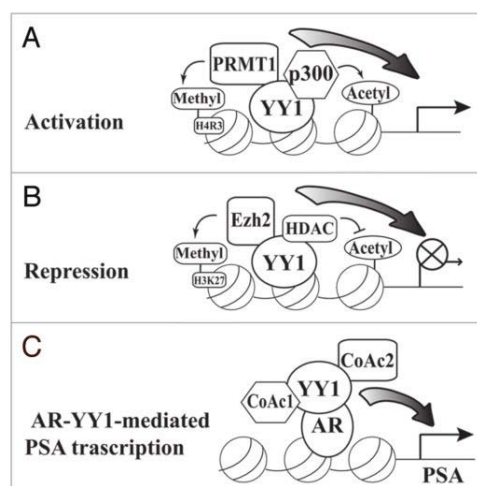 A
PRMT1
p300
Methyl
YY1
Acetyl
H4R3
Activation
B
Ezh2
HDAC
Methyl
YY1
Acetyl
H3K27
Repression
C
CoAc2
YY1
CoAc1
AR-YY1-mediated
AR
PSA trascription
PSA